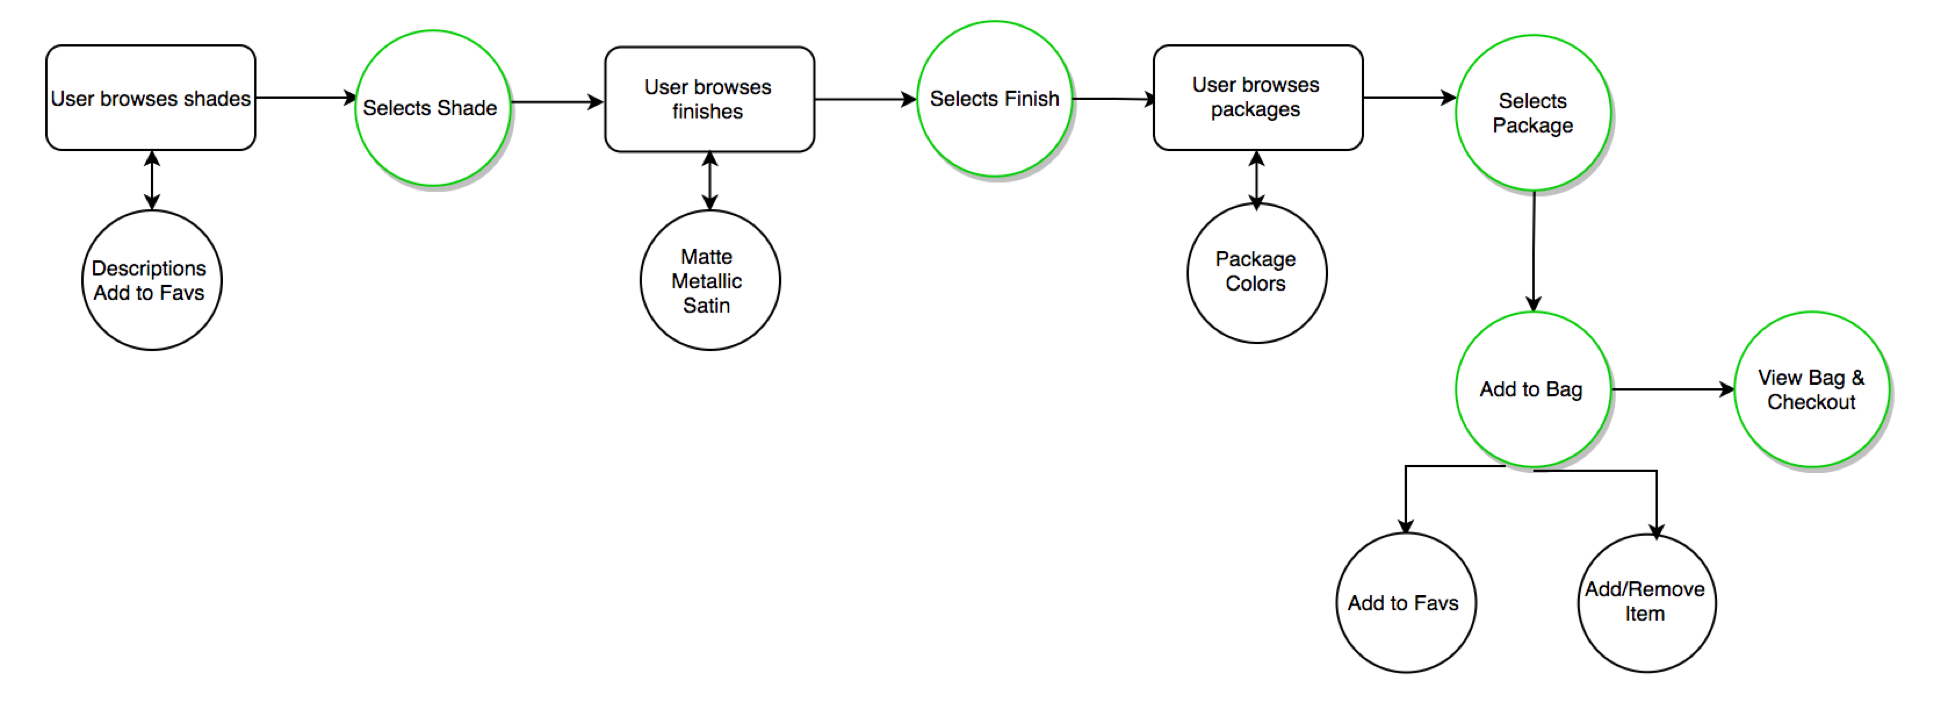 User browses shades
Selects Shade
User browses
finishes
Selects Finish
User browses
packages
Selects
Package
Descriptions
Add to Favs
Matte
Metallic
Satin
Package
Colors
Add to Bag
View Bag &
Checkout
Add to Favs
Add/Remove
Item